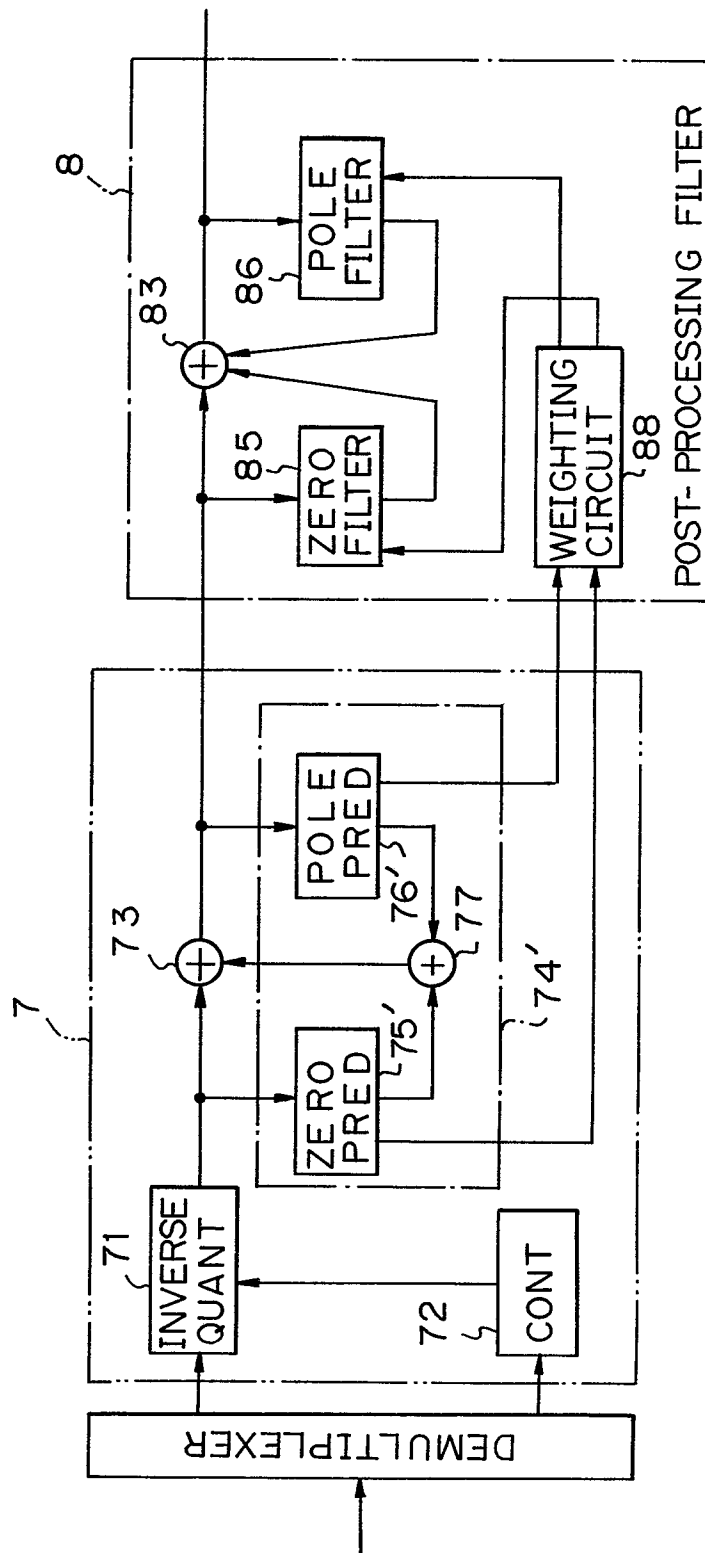 DEMULTIPLEXER
7
71
INVERSE
QUANT
72
CONT
73
ZERO
PRED
75'
POLE
PRED
76'
77
74'
8
83
85
ZERO
FILTER
86
POLE
FILTER
WEIGHTING
CIRCUIT
88
POST-PROCESSING FILTER